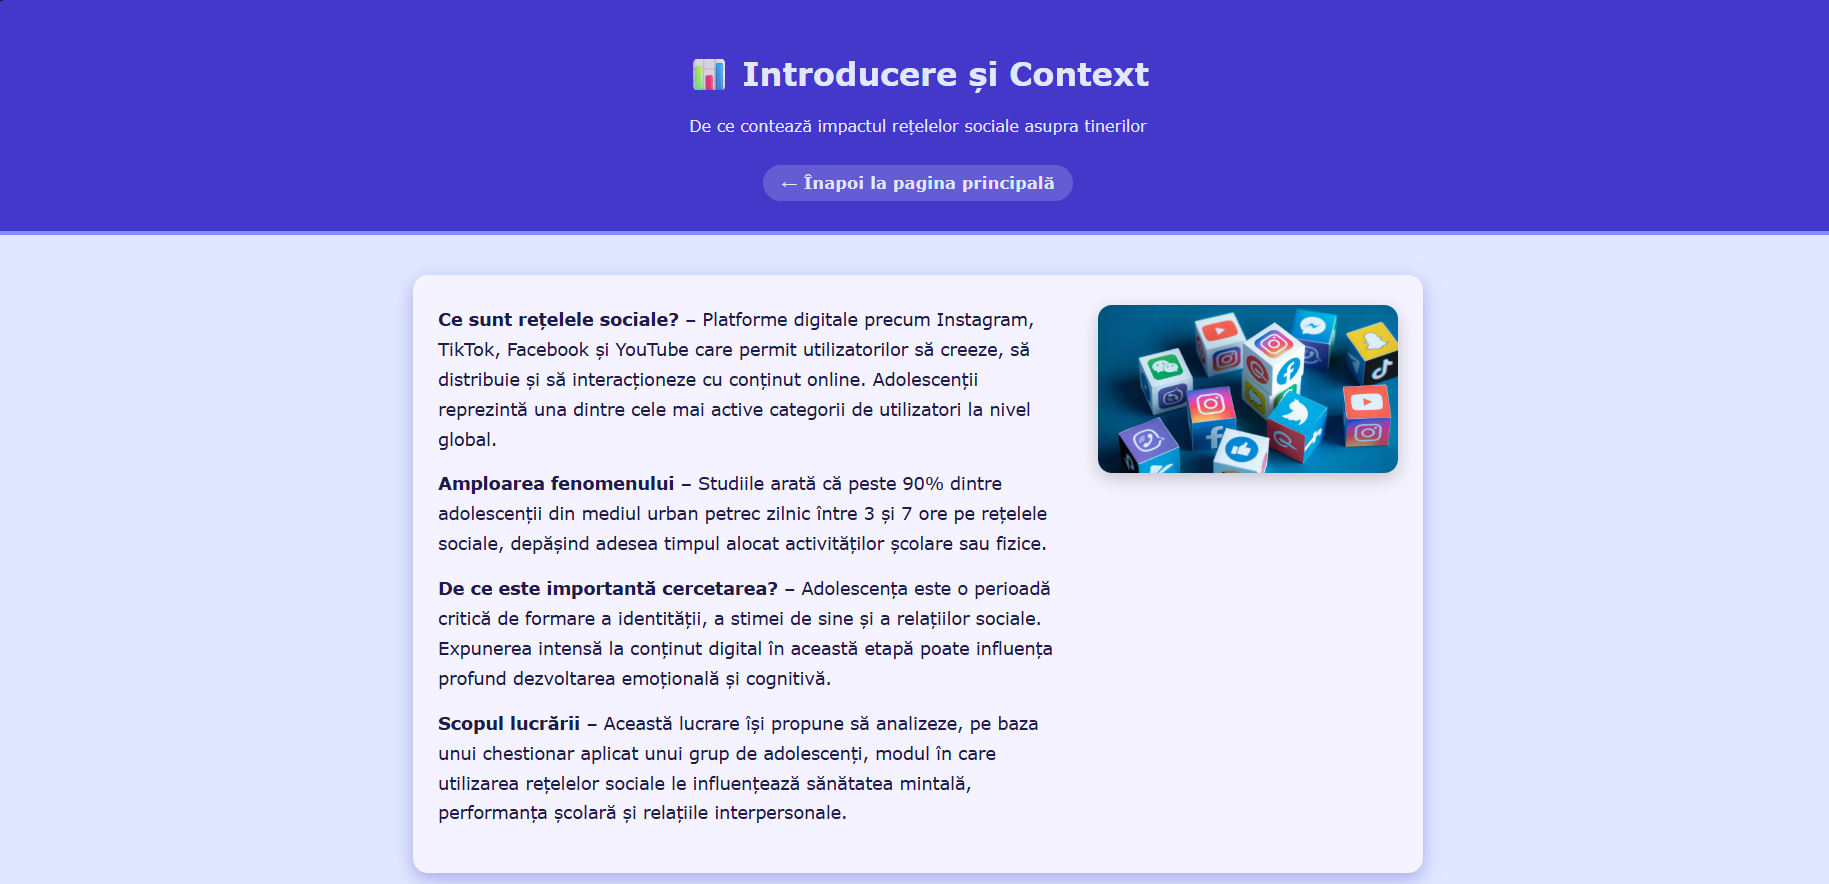 Introducere și Context
De ce contează impactul rețelelor sociale asupra tinerilor
← Înapoi la pagina principală
Ce sunt rețelele sociale? – Platforme digitale precum Instagram,
TikTok, Facebook și YouTube care permit utilizatorilor să creeze, să
distribuie și să interacționeze cu conținut online. Adolescenții
reprezintă una dintre cele mai active categorii de utilizatori la nivel
global.
Amploarea fenomenului – Studiile arată că peste 90% dintre
adolescenții din mediul urban petrec zilnic între 3 și 7 ore pe rețelele
sociale, depășind adesea timpul alocat activităților școlare sau fizice.
De ce este importantă cercetarea? – Adolescența este o perioadă
critică de formare a identității, a stimei de sine și a relațiilor sociale.
Expunerea intensă la conținut digital în această etapă poate influența
profund dezvoltarea emoțională și cognitivă.
Scopul lucrării – Această lucrare își propune să analizeze, pe baza
unui chestionar aplicat unui grup de adolescenți, modul în care
utilizarea rețelelor sociale le influențează sănătatea mintală,
performanța școlară și relațiile interpersonale.